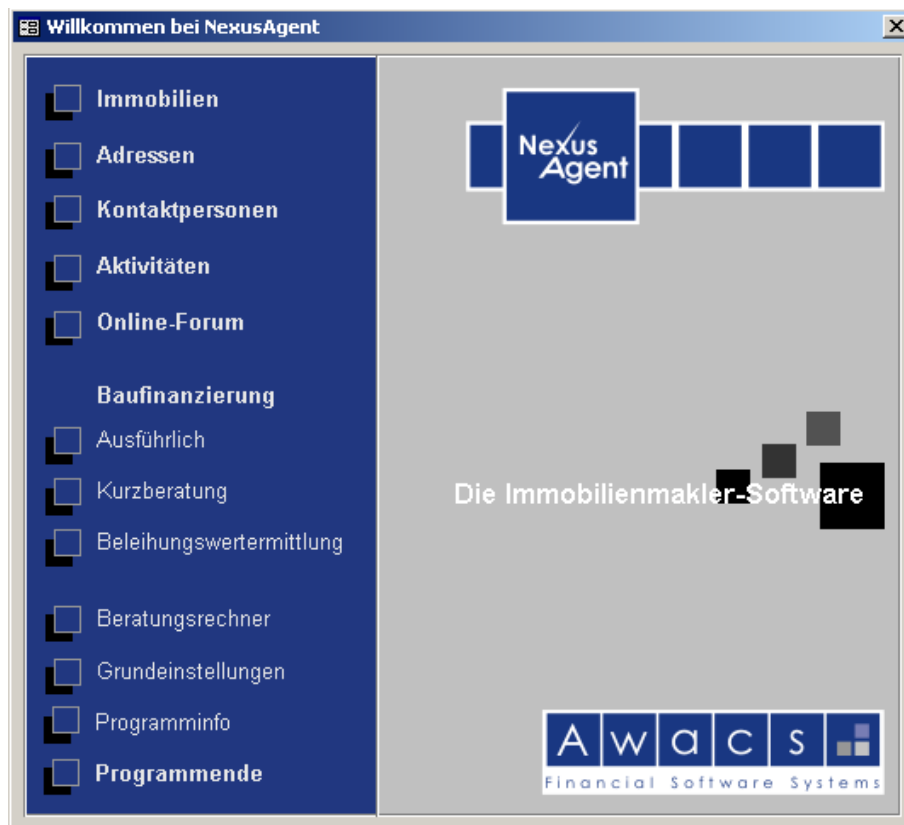 Willkommen bei NexusAgent
Immobilien
Adressen
Kontaktpersonen
Aktivitäten
Online-Forum
Baufinanzierung
Ausführlich
Kurzberatung
Beleihungswertermittlung
Beratungsrechner
Grundeinstellungen
Programminfo
Programmende
Nexus
Agent
Die Immobilienmakler-Software
Awacs
Financial Software Systems